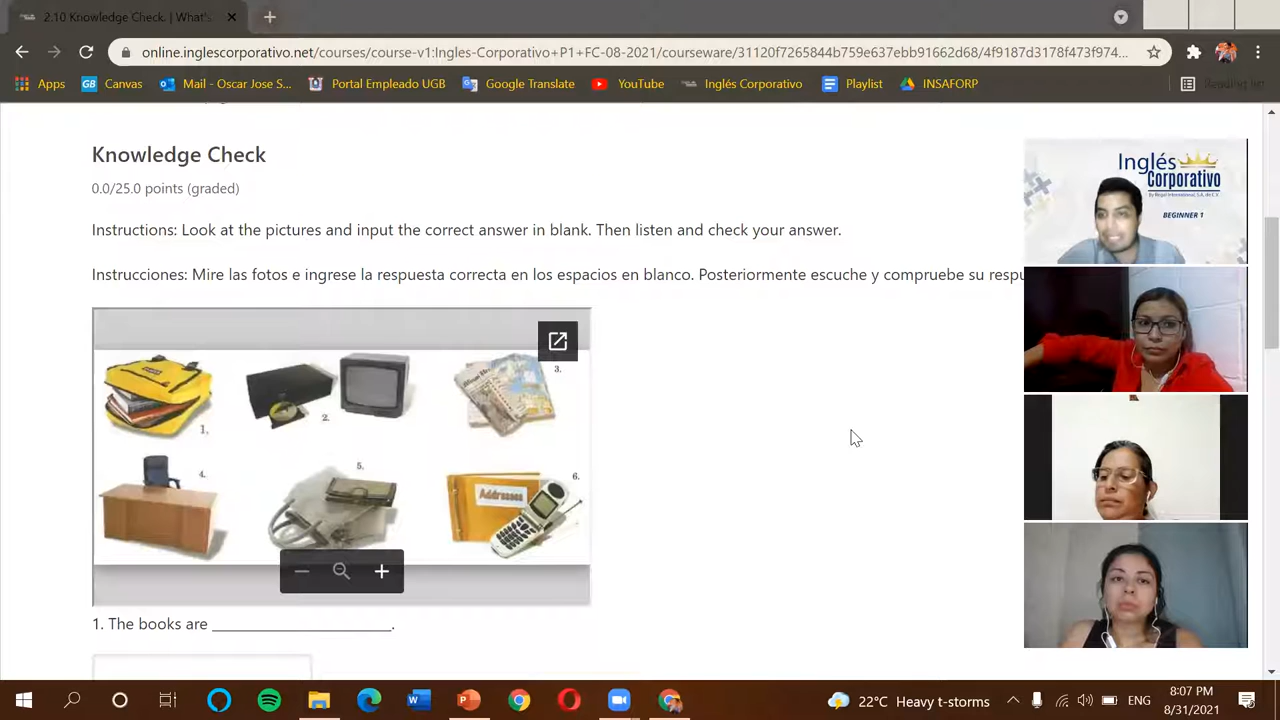 2.10 Knowledge Check. | What's
online.inglescorporativo.net/courses/course-v1:Ingles-Corporativo+P1+FC-08-2021/courseware/31120f7265844b759e637ebb91662d68/4f9187d3178f473f974...
Apps
Canvas
Mail - Oscar Jose S...
Portal Empleado UGB
Google Translate
YouTube
Inglés Corporativo
Playlist
INSAFORP
Reading list
Knowledge Check
0.0/25.0 points (graded)
Instructions: Look at the pictures and input the correct answer in blank. Then listen and check your answer.
Instrucciones: Mire las fotos e ingrese la respuesta correcta en los espacios en blanco. Posteriormente escuche y compruebe su respu
1.
2.
3.
4.
5.
6.
Addresses
1. The books are ______________________.
Inglés
Corporativo
BEGINNER 1
22°C Heavy t-storms
ENG
8:07 PM
8/31/2021